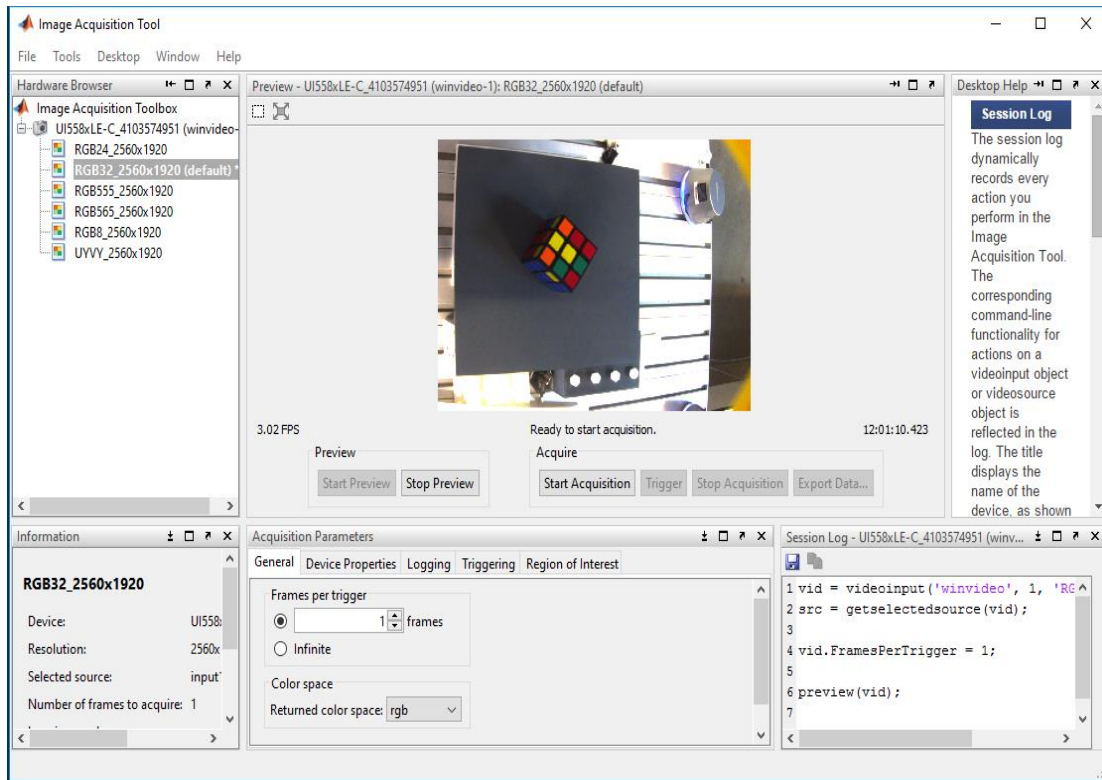 Image Acquisition Tool
File Tools Desktop Window Help
Hardware Browser
Image Acquisition Toolbox
UI558xLE-C_4103574951 (winvideo-
RGB24_2560x1920
RGB32_2560x1920 (default) *
RGB555_2560x1920
RGB565_2560x1920
RGB8_2560x1920
UYVY_2560x1920
Preview - UI558xLE-C_4103574951 (winvideo-1): RGB32_2560x1920 (default)
3.02 FPS
Ready to start acquisition.
12:01:10.423
Preview
Start Preview Stop Preview
Acquire
Start Acquisition Trigger Stop Acquisition Export Data...
Desktop Help
Session Log
The session log
dynamically
records every
action you
perform in the
Image
Acquisition Tool.
The
corresponding
command-line
functionality for
actions on a
videoinput object
or videosource
object is
reflected in the
log. The title
displays the
name of the
device, as shown
Information
RGB32_2560x1920
Device: UI558
Resolution: 2560x
Selected source: input
Number of frames to acquire: 1
Acquisition Parameters
General Device Properties Logging Triggering Region of Interest
Frames per trigger
1 frames
Infinite
Color space
Returned color space: rgb
Session Log - UI558xLE-C_4103574951 (winv...
1 vid = videoinput('winvideo', 1, 'RG
2 src = getselectedsource(vid);
3
4 vid.FramesPerTrigger = 1;
5
6 preview(vid);
7